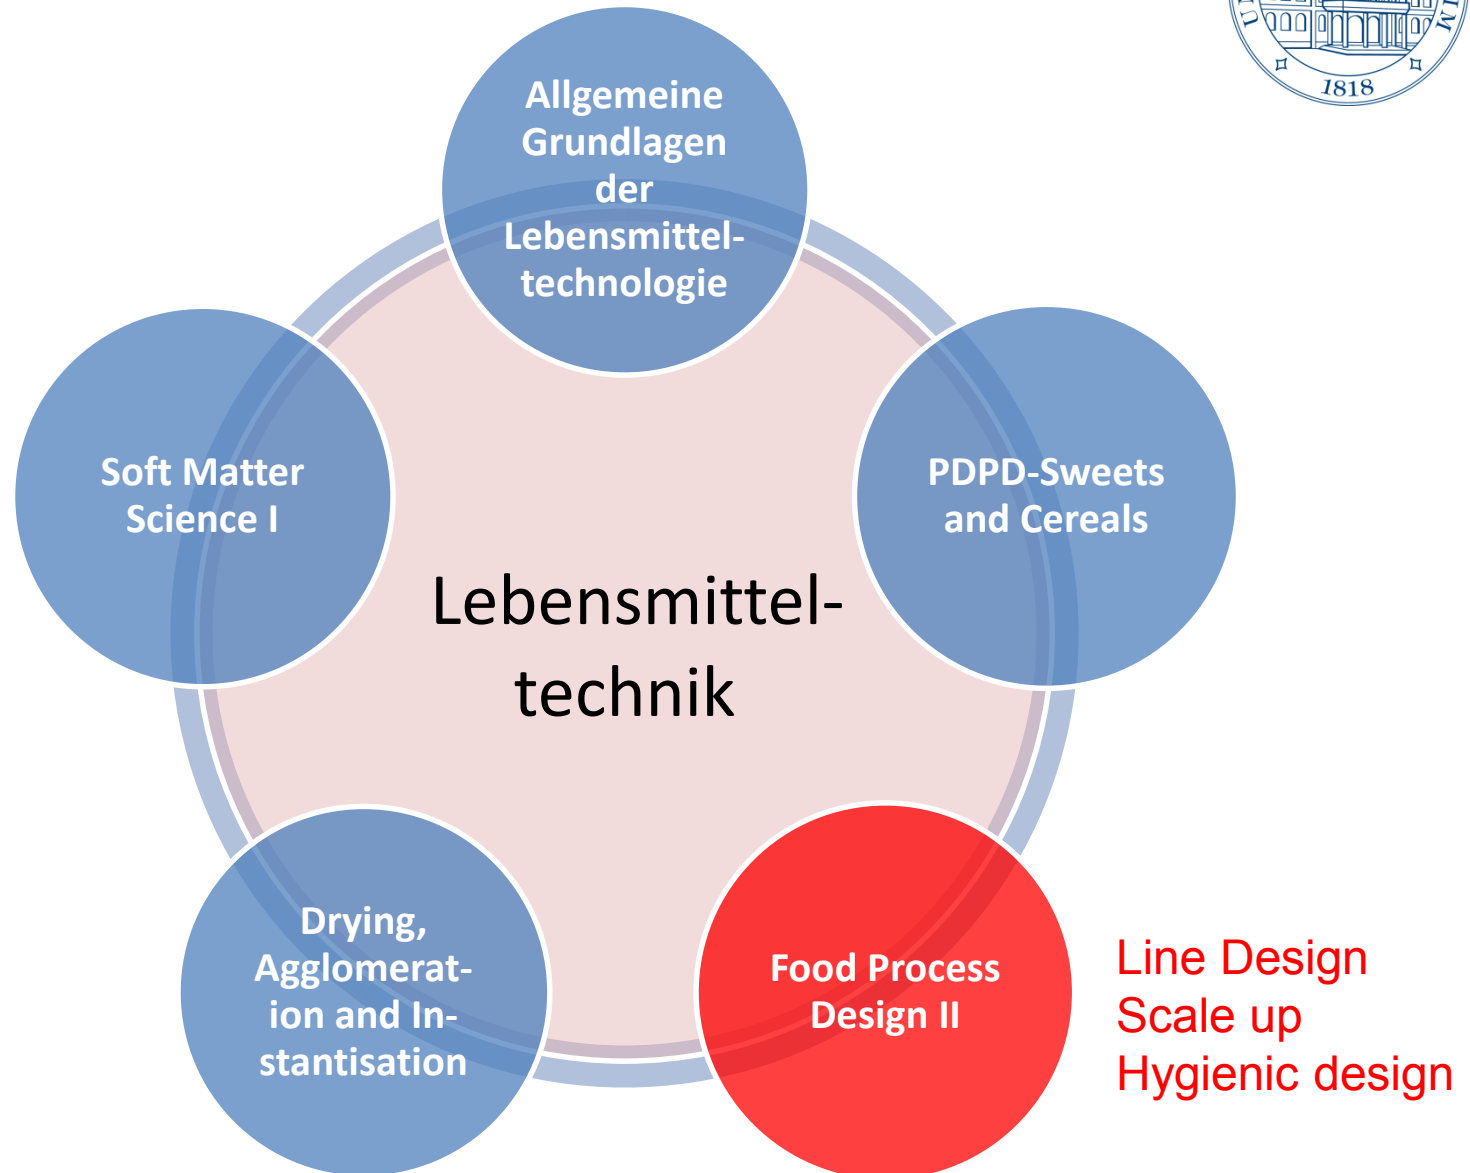 1818
Allgemeine
Grundlagen
der
Lebensmittel-
technologie
Soft Matter
Science I
PDPD-Sweets
and Cereals
Lebensmittel-
technik
Drying,
Agglomerat-
ion and In-
stantisation
Food Process
Design II
Line Design
Scale up
Hygienic design